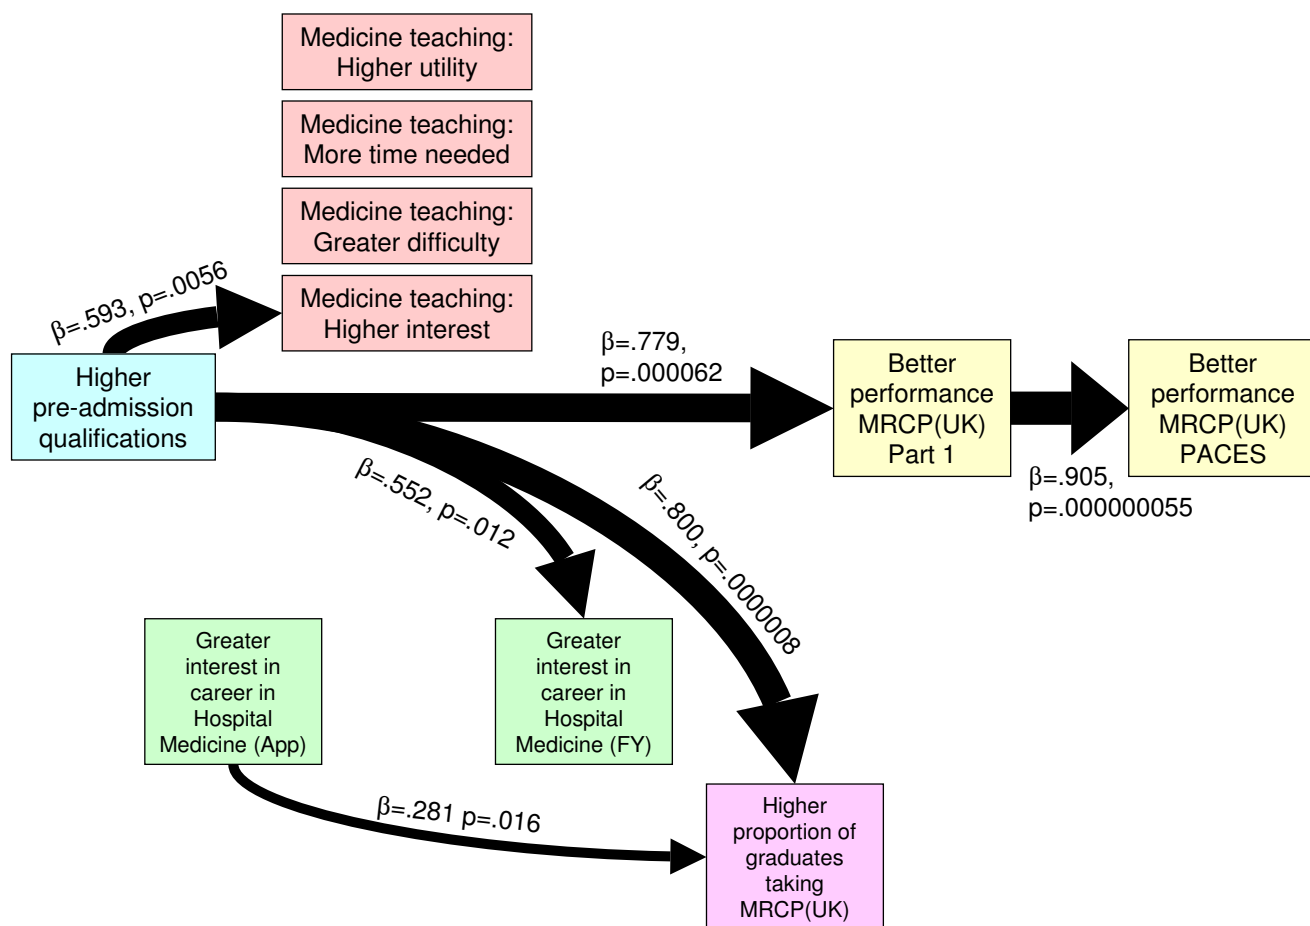 Medicine teaching:
Higher utility
Medicine teaching:
More time needed
Medicine teaching:
Greater difficulty
Medicine teaching:
Higher interest
β=.593, p=.0056
Higher
pre-admission
qualifications
β=.779,
p=.000062
Better
performance
MRCP(UK)
Part 1
Better
performance
MRCP(UK)
PACES
β=.905,
p=.000000055
β=.552, p=.012
β=.800, p=.0000008
Greater
interest in
career in
Hospital
Medicine (App)
Greater
interest in
career in
Hospital
Medicine (FY)
β=.281 p=.016
Higher
proportion of
graduates
taking
MRCP(UK)